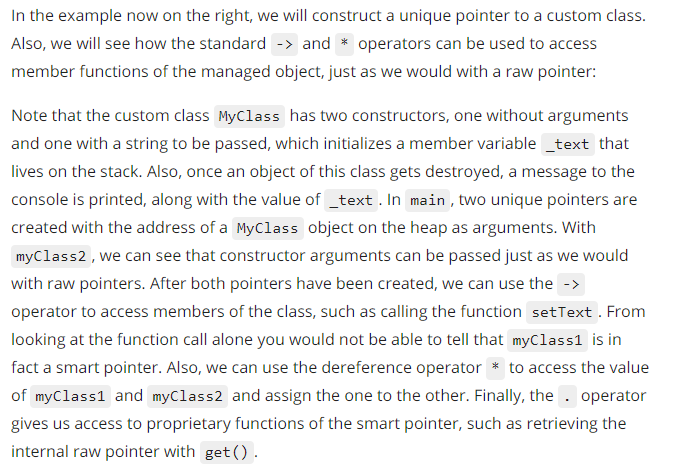 In the example now on the right, we will construct a unique pointer to a custom class.
Also, we will see how the standard -> and * operators can be used to access
member functions of the managed object, just as we would with a raw pointer:
Note that the custom class MyClass has two constructors, one without arguments
and one with a string to be passed, which initializes a member variable _text that
lives on the stack. Also, once an object of this class gets destroyed, a message to the
console is printed, along with the value of _text . In main , two unique pointers are
created with the address of a MyClass object on the heap as arguments. With
myClass2 , we can see that constructor arguments can be passed just as we would
with raw pointers. After both pointers have been created, we can use the ->
operator to access members of the class, such as calling the function setText . From
looking at the function call alone you would not be able to tell that myClass1 is in
fact a smart pointer. Also, we can use the dereference operator * to access the value
of myClass1 and myClass2 and assign the one to the other. Finally, the . operator
gives us access to proprietary functions of the smart pointer, such as retrieving the
internal raw pointer with get() .